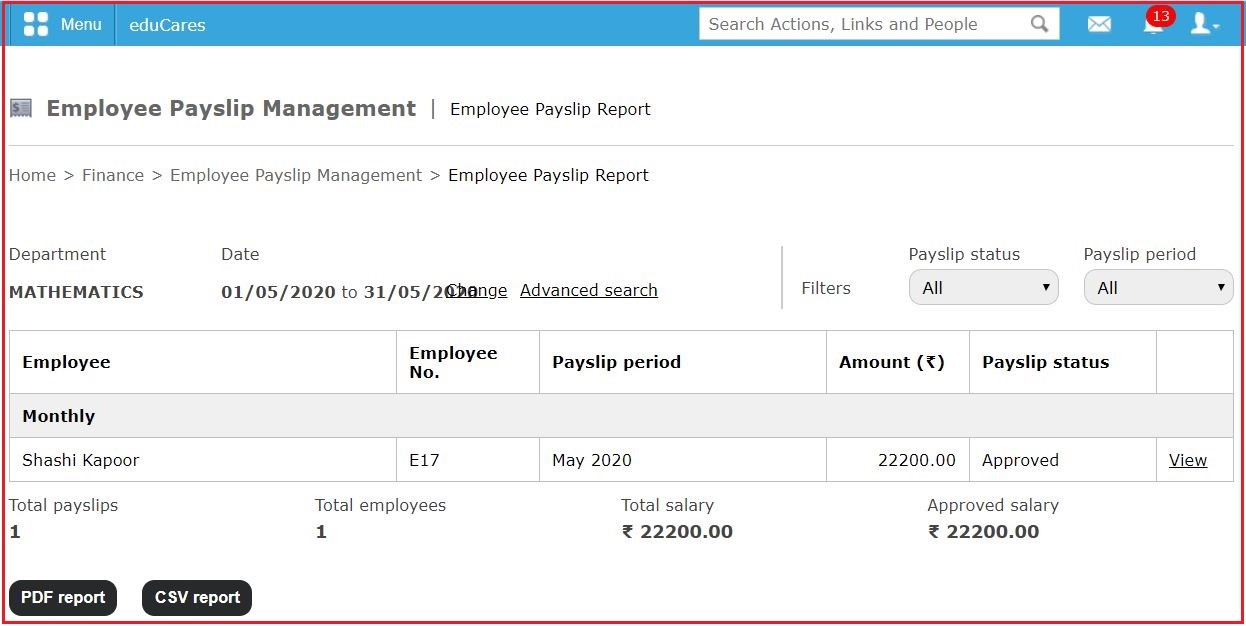 Menu eduCares Search Actions, Links and People 13
Employee Payslip Management | Employee Payslip Report
Home > Finance > Employee Payslip Management > Employee Payslip Report
Department Date Payslip status Payslip period
MATHEMATICS 01/05/2020 to 31/05/2020 Change Advanced search Filters All All
Employee Employee No. Payslip period Amount (₹) Payslip status
Monthly
Shashi Kapoor E17 May 2020 22200.00 Approved View
Total payslips Total employees Total salary Approved salary
1 1 ₹ 22200.00 ₹ 22200.00
PDF report CSV report